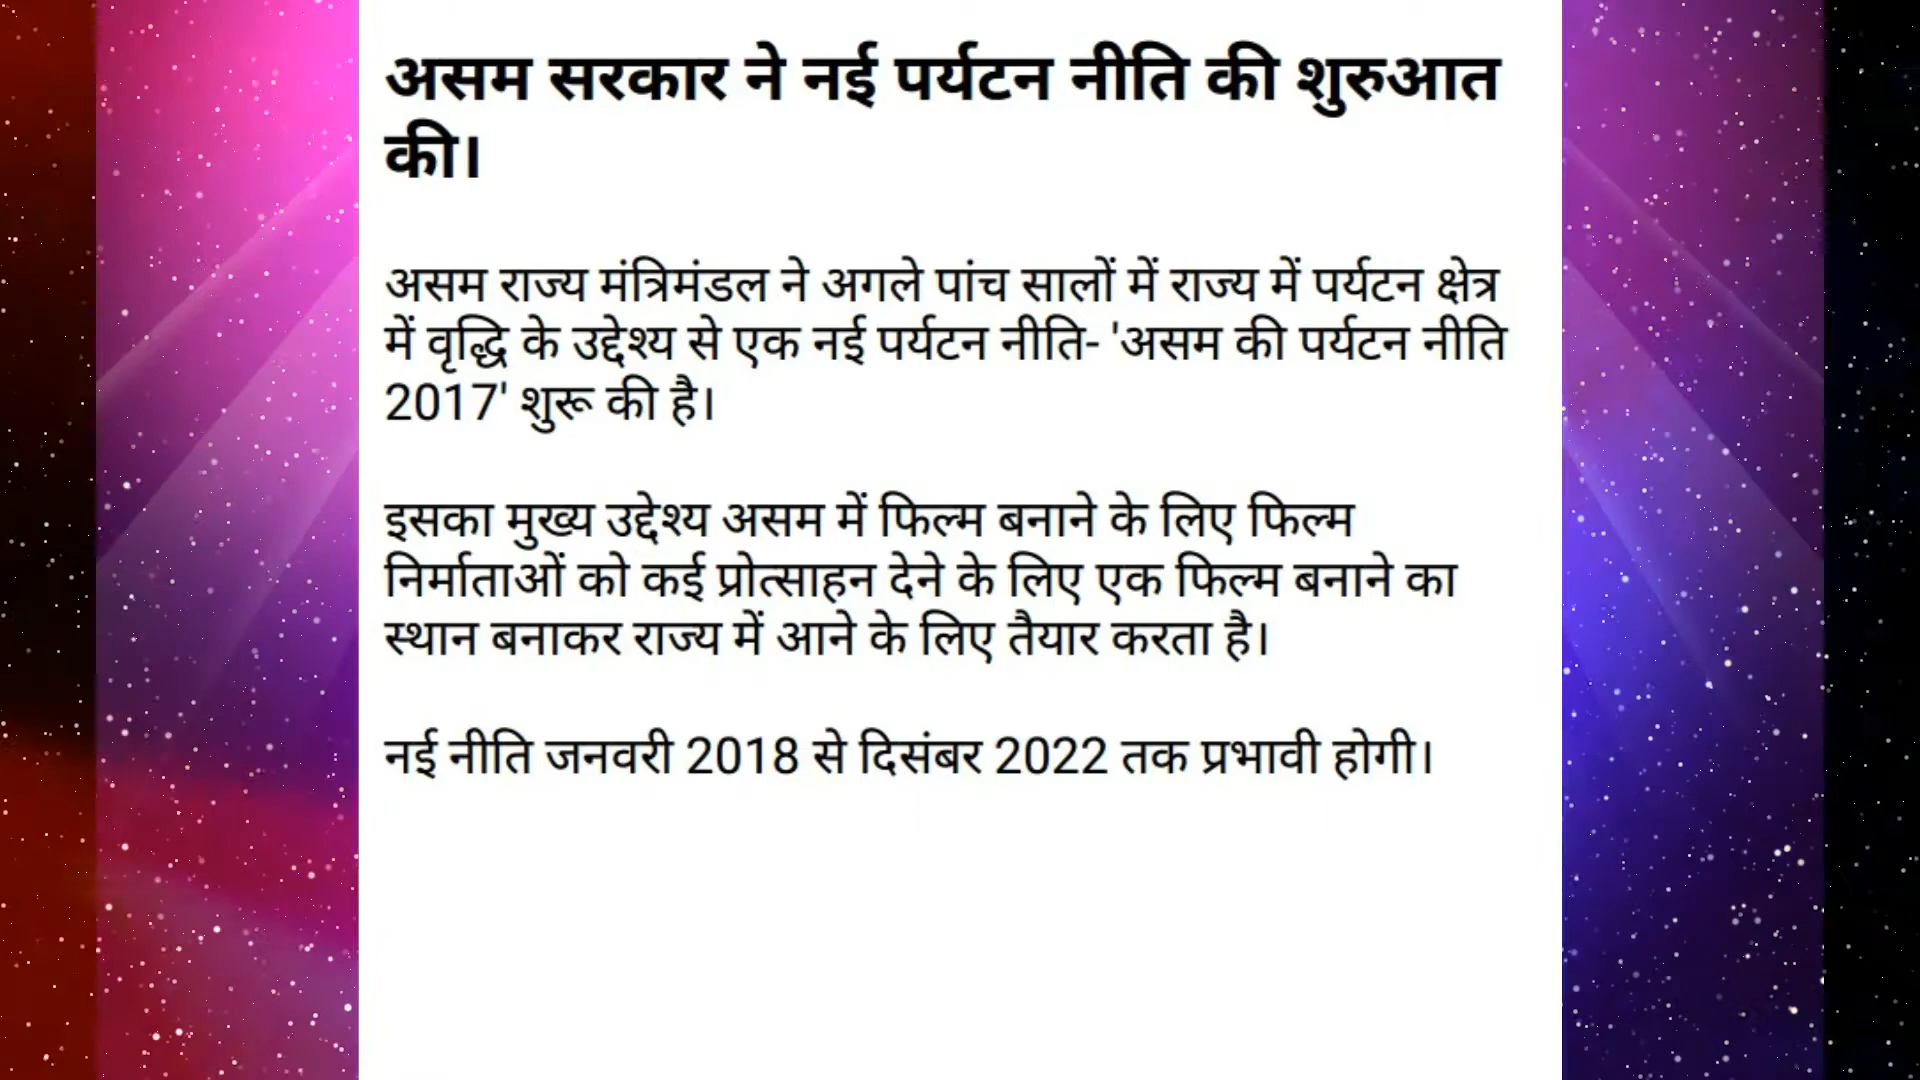 असम सरकार ने नई पर्यटन नीति की शुरुआत
की।
असम राज्य मंत्रिमंडल ने अगले पांच सालों में राज्य में पर्यटन क्षेत्र
में वृद्धि के उद्देश्य से एक नई पर्यटन नीति- 'असम की पर्यटन नीति
2017' शुरू की है।
इसका मुख्य उद्देश्य असम में फिल्म बनाने के लिए फिल्म
निर्माताओं को कई प्रोत्साहन देने के लिए एक फिल्म बनाने का
स्थान बनाकर राज्य में आने के लिए तैयार करता है।
नई नीति जनवरी 2018 से दिसंबर 2022 तक प्रभावी होगी।